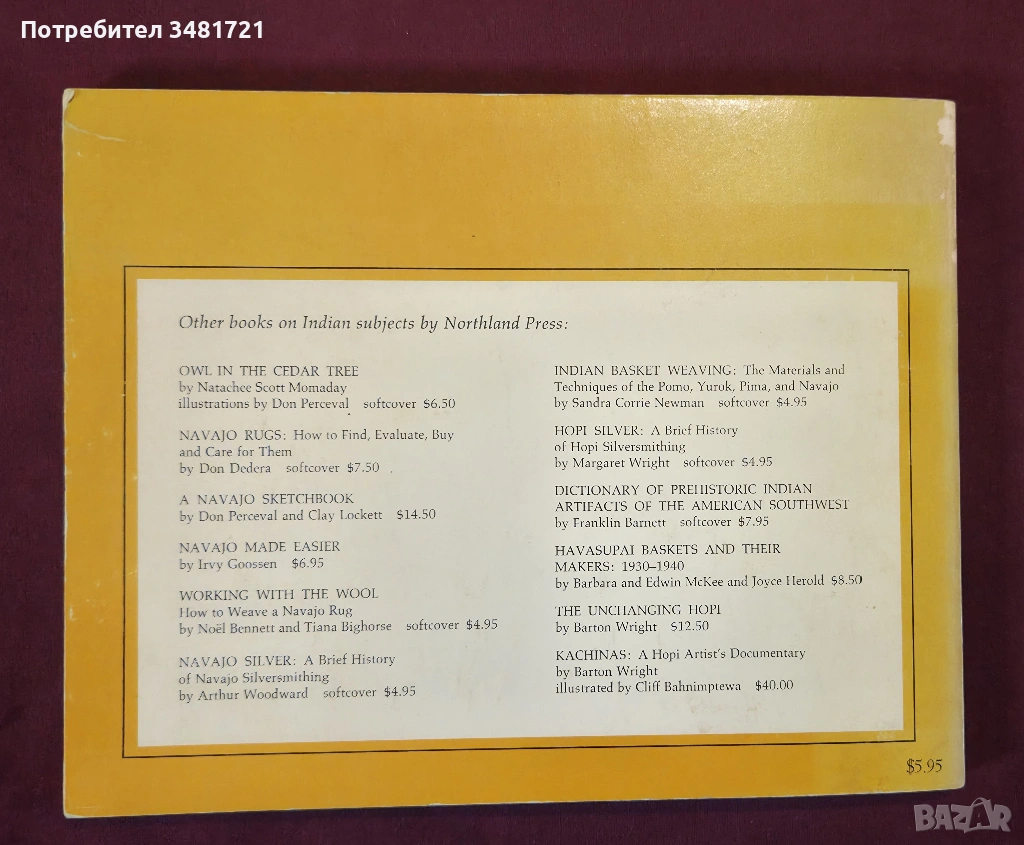 Потребител 3481721
Other books on Indian subjects by Northland Press:
OWL IN THE CEDAR TREE
by Natachee Scott Momaday
illustrations by Don Perceval softcover $6.50
NAVAJO RUGS: How to Find, Evaluate, Buy
and Care for Them
by Don Dedera softcover $7.50
A NAVAJO SKETCHBOOK
by Don Perceval and Clay Lockett $14.50
NAVAJO MADE EASIER
by Irvy Goossen $6.95
WORKING WITH THE WOOL
How to Weave a Navajo Rug
by Noël Bennett and Tiana Bighorse softcover $4.95
NAVAJO SILVER: A Brief History
of Navajo Silversmithing
by Arthur Woodward softcover $4.95
INDIAN BASKET WEAVING: The Materials and
Techniques of the Pomo, Yurok, Pima, and Navajo
by Sandra Corrie Newman softcover $4.95
HOPI SILVER: A Brief History
of Hopi Silversmithing
by Margaret Wright softcover $4.95
DICTIONARY OF PREHISTORIC INDIAN
ARTIFACTS OF THE AMERICAN SOUTHWEST
by Franklin Barnett softcover $7.95
HAVASUPAI BASKETS AND THEIR
MAKERS: 1930–1940
by Barbara and Edwin McKee and Joyce Herold $8.50
THE UNCHANGING HOPI
by Barton Wright $12.50
KACHINAS: A Hopi Artist's Documentary
by Barton Wright
illustrated by Cliff Bahnimptewa $40.00
$5.95
BAZAR